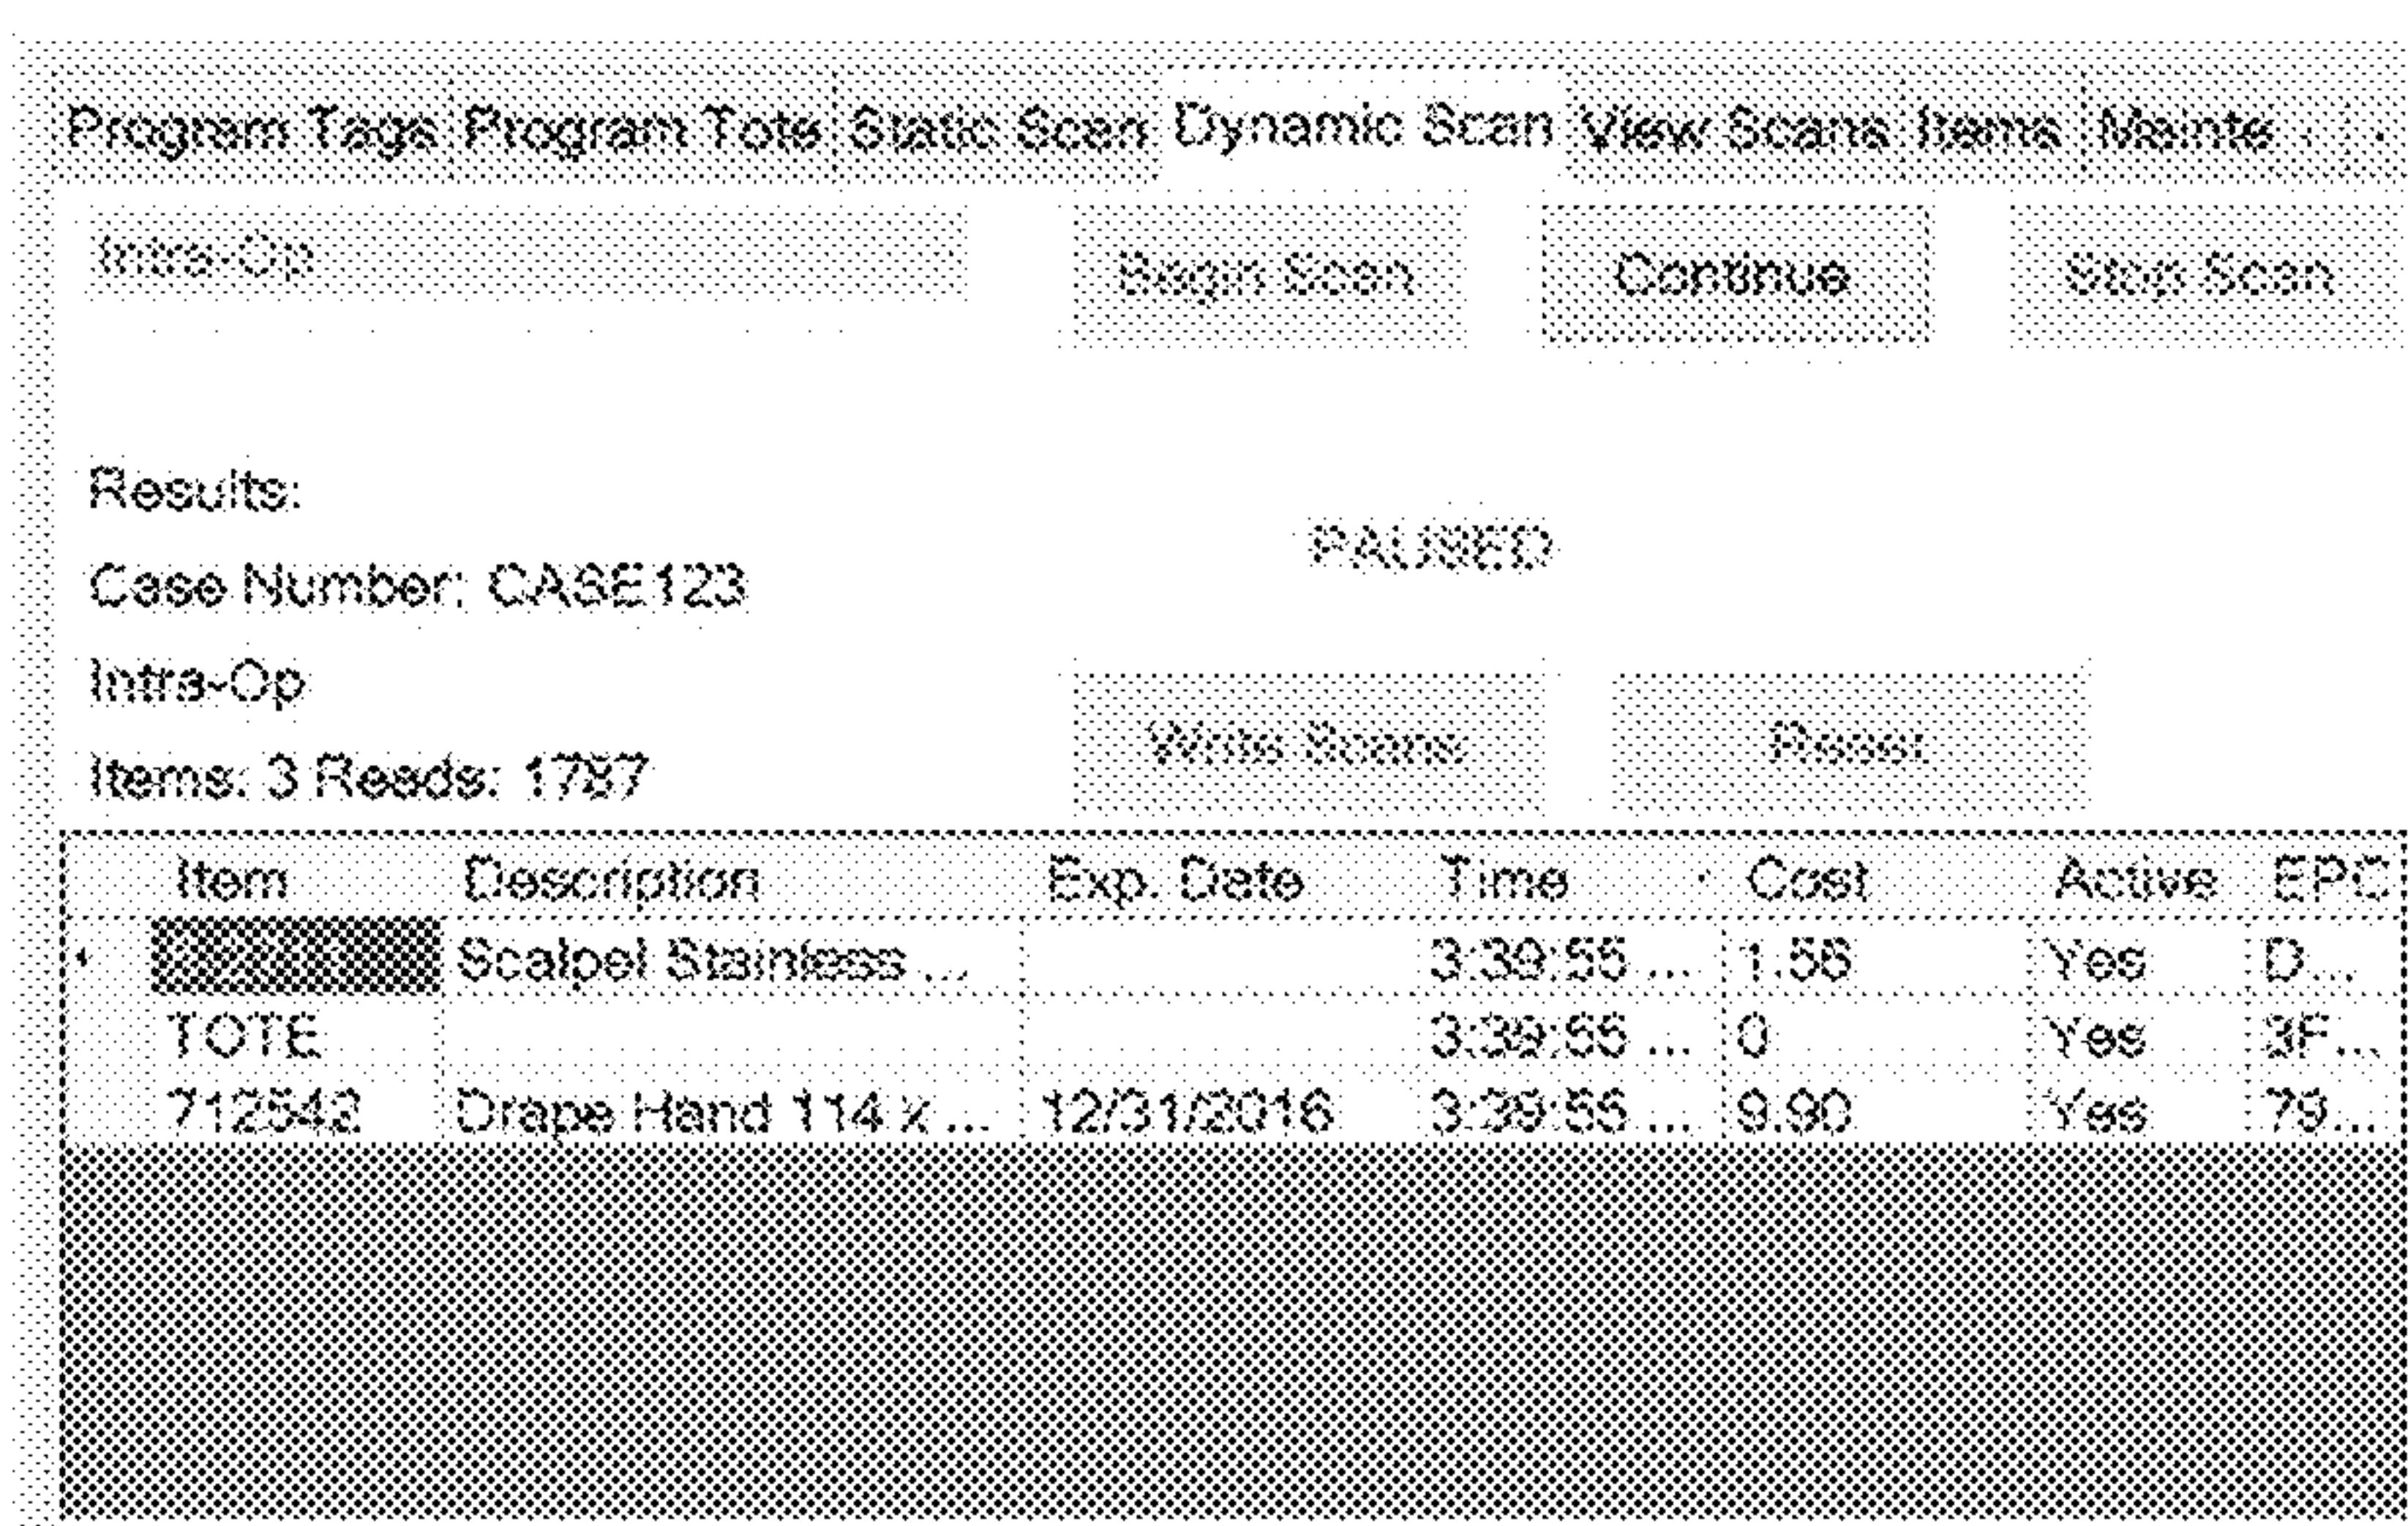 Program Tags Program Tote Static Scan Dynamic Scan View Scans Items Mainte
Intra-Op Begin Scan Continue Stop Scan
Results:
PAUSED
Case Number: CASE123
Intra-Op
Write Scans Reset
Items: 3 Reads: 1787
Item Description Exp. Date Time Cost Active EPC
Scalpel Stainless ... 3:39:55 ... 1.56 Yes D...
TOTE 3:39:55 ... 0 Yes 3F...
712542 Drape Hand 114 x ... 12/31/2016 3:39:55 ... 9.90 Yes 79...